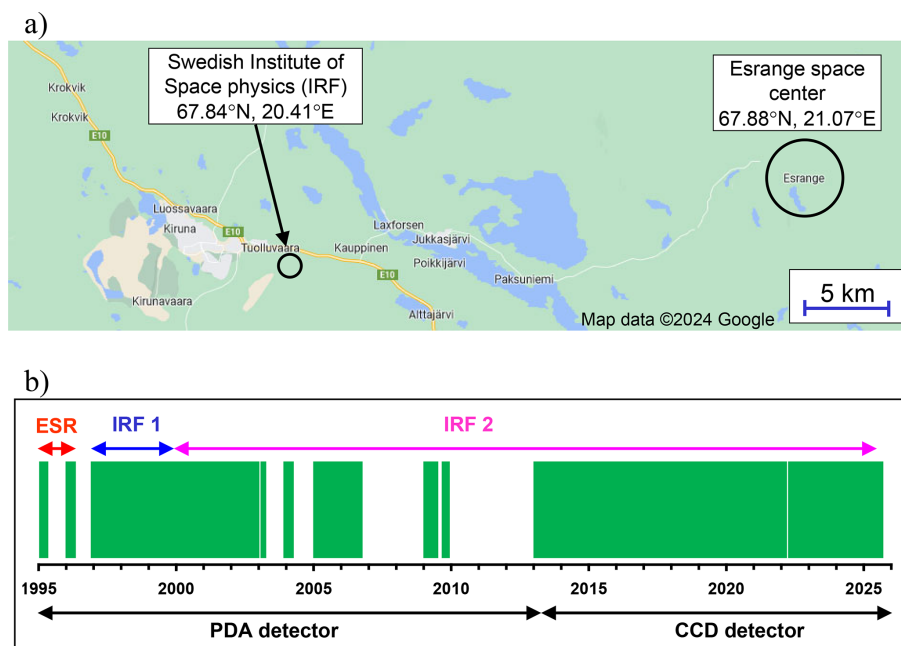 a)
Swedish Institute of
Space physics (IRF)
67.84°N, 20.41°E
Esrange space
center
67.88°N, 21.07°E
Krokvik
Krokvik
E10
Esrange
Luossavaara
Kiruna
E10
Tuolluvaara
Laxforsen
Jukkasjärvi
Kauppinen
Poikkijärvi
E10
Paksuniemi
Kirunavaara
Alttajärvi
5 km
Map data ©2024 Google
b)
ESR
IRF 1
IRF 2
1995 2000 2005 2010 2015 2020 2025
PDA detector
CCD detector